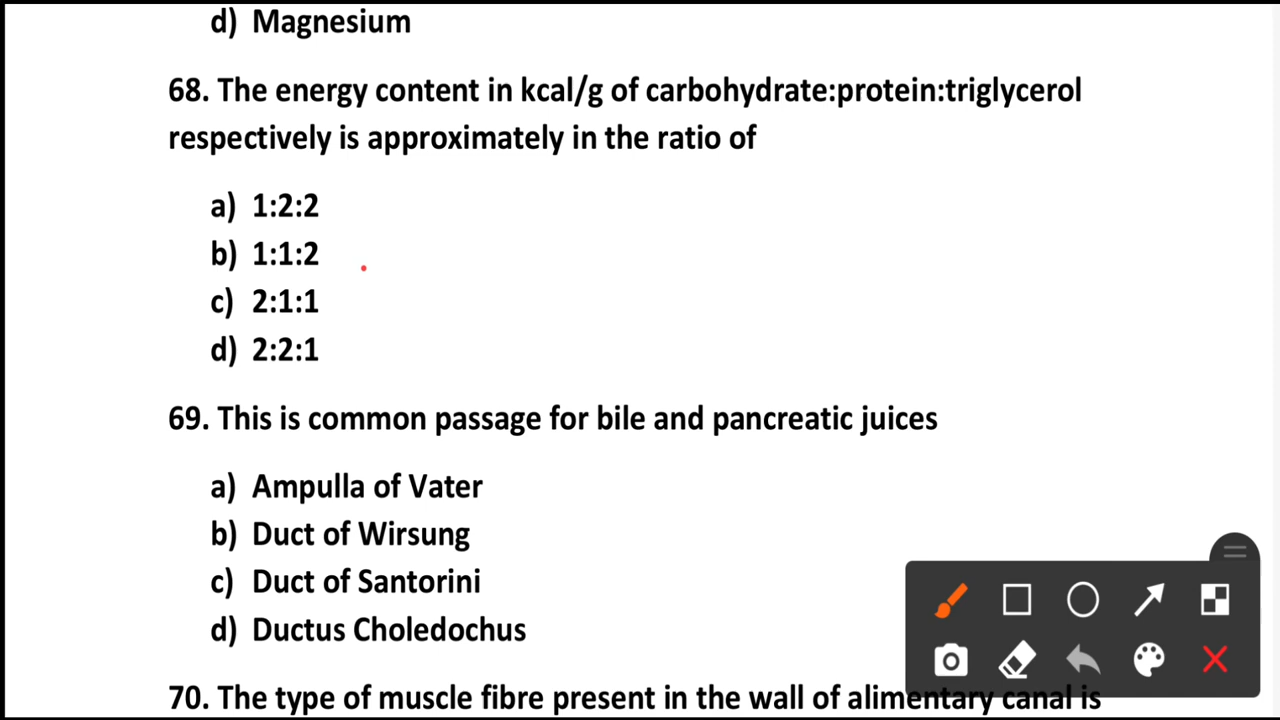 d) Magnesium
68. The energy content in kcal/g of carbohydrate:protein:triglycerol
respectively is approximately in the ratio of
a) 1:2:2
b) 1:1:2
c) 2:1:1
d) 2:2:1
69. This is common passage for bile and pancreatic juices
a) Ampulla of Vater
b) Duct of Wirsung
c) Duct of Santorini
d) Ductus Choledochus
70. The type of muscle fibre present in the wall of alimentary canal is